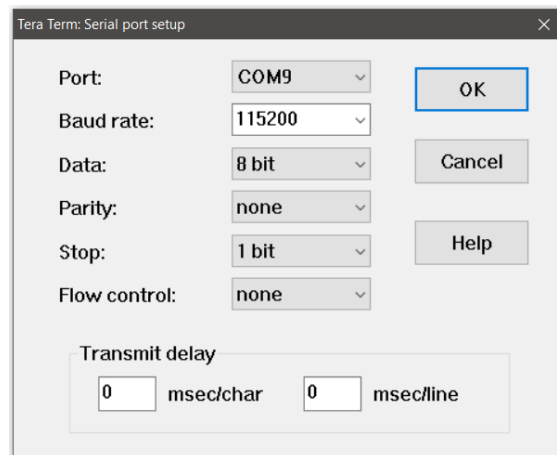 Tera Term: Serial port setup
Port: COM9
OK
Baud rate: 115200
Data: 8 bit
Cancel
Parity: none
Stop: 1 bit
Help
Flow control: none
Transmit delay
0 msec/char 0 msec/line